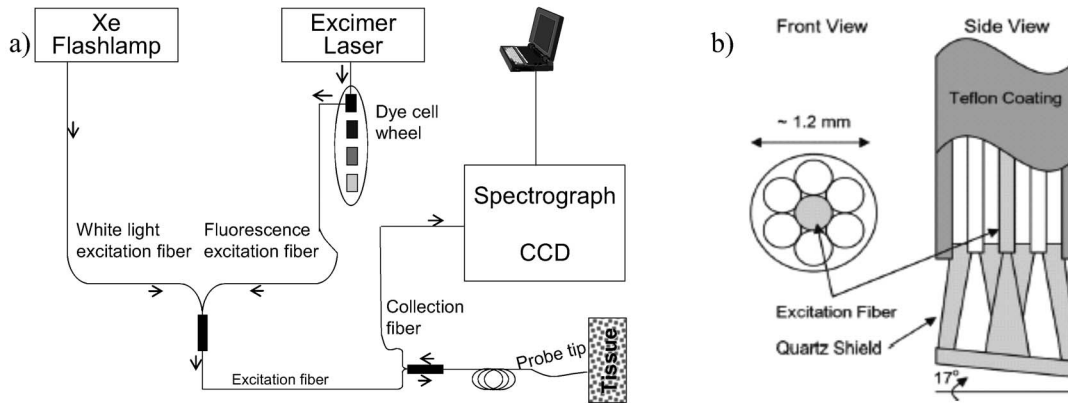 a)
Xe
Flashlamp
Excimer
Laser
Dye cell
wheel
White light
excitation fiber
Fluorescence
excitation fiber
Spectrograph
CCD
Collection
fiber
Excitation fiber
Probe tip
Tissue
b)
Front View
Side View
~ 1.2 mm
Teflon Coating
Excitation Fiber
Quartz Shield
17°